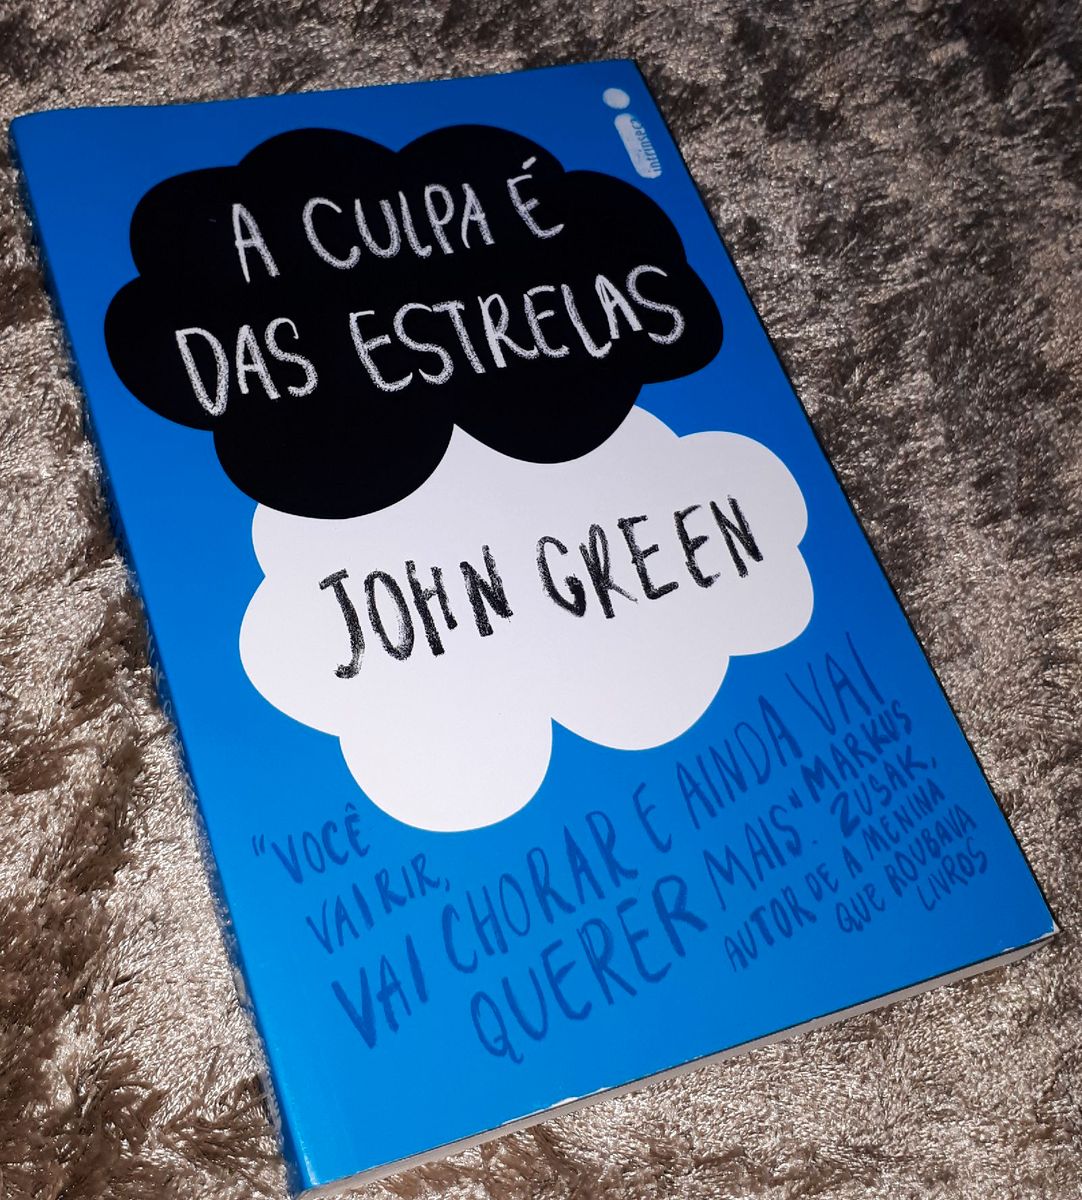 intrínseca
A CULPA É
DAS ESTRELAS
JOHN GREEN
"VOCÊ
VAI RIR,
VAI CHORAR E AINDA VAI
QUERER MAIS."
MARKUS
ZUSAK,
AUTOR DE A MENINA
QUE ROUBAVA
LIVROS